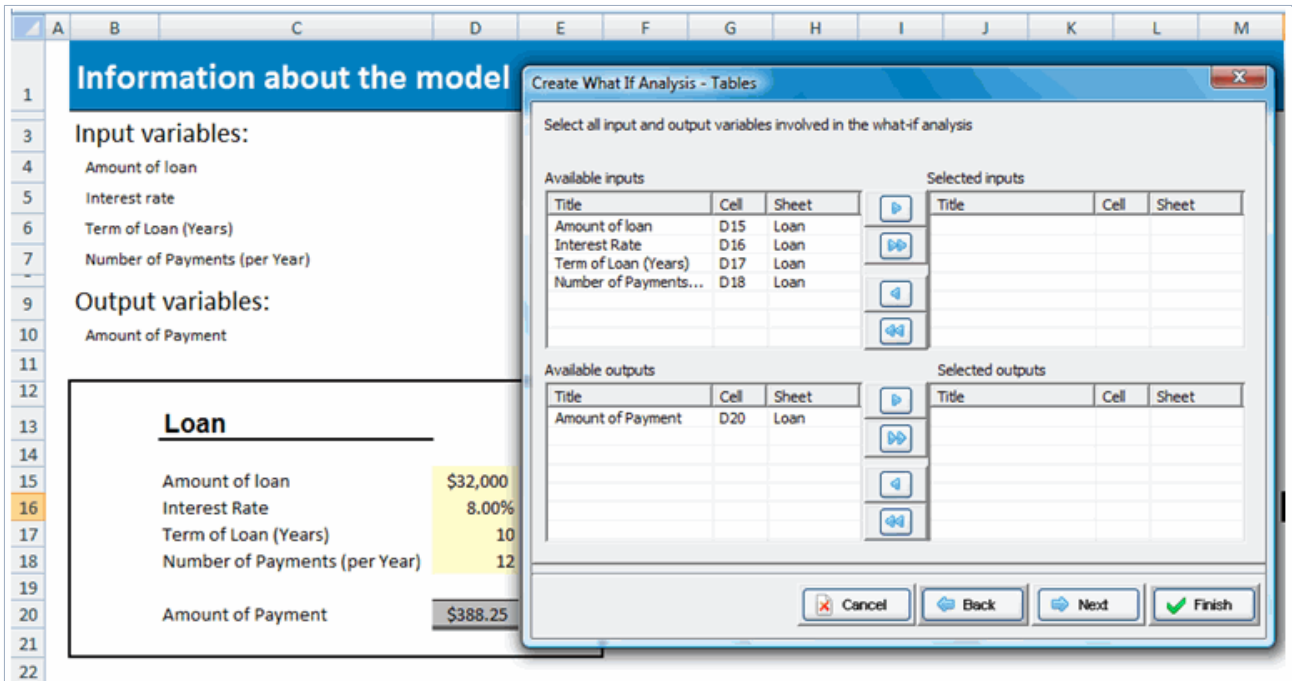 A B C D E F G H I J K L M
1 Information about the model
3 Input variables:
4 Amount of loan
5 Interest rate
6 Term of Loan (Years)
7 Number of Payments (per Year)
9 Output variables:
10 Amount of Payment
11
12
13 Loan
14
15 Amount of loan $32,000
16 Interest Rate 8.00%
17 Term of Loan (Years) 10
18 Number of Payments (per Year) 12
19
20 Amount of Payment $388.25
21
22
Create What If Analysis - Tables
Select all input and output variables involved in the what-if analysis
Available inputs
Title Cell Sheet
Amount of loan D15 Loan
Interest Rate D16 Loan
Term of Loan (Years) D17 Loan
Number of Payments... D18 Loan
Selected inputs
Title Cell Sheet
Available outputs
Title Cell Sheet
Amount of Payment D20 Loan
Selected outputs
Title Cell Sheet
Cancel Back Next Finish